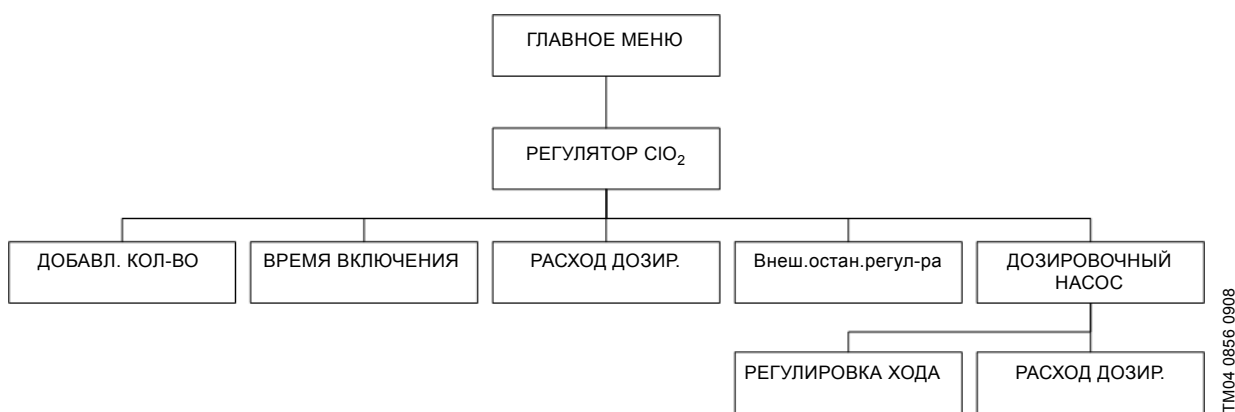 ГЛАВНОЕ МЕНЮ
РЕГУЛЯТОР ClO₂
ДОБАВЛ. КОЛ-ВО
ВРЕМЯ ВКЛЮЧЕНИЯ
РАСХОД ДОЗИР.
Внеш.остан.регул-ра
ДОЗИРОВОЧНЫЙ
НАСОС
РЕГУЛИРОВКА ХОДА
РАСХОД ДОЗИР.
TM04 0856 0908